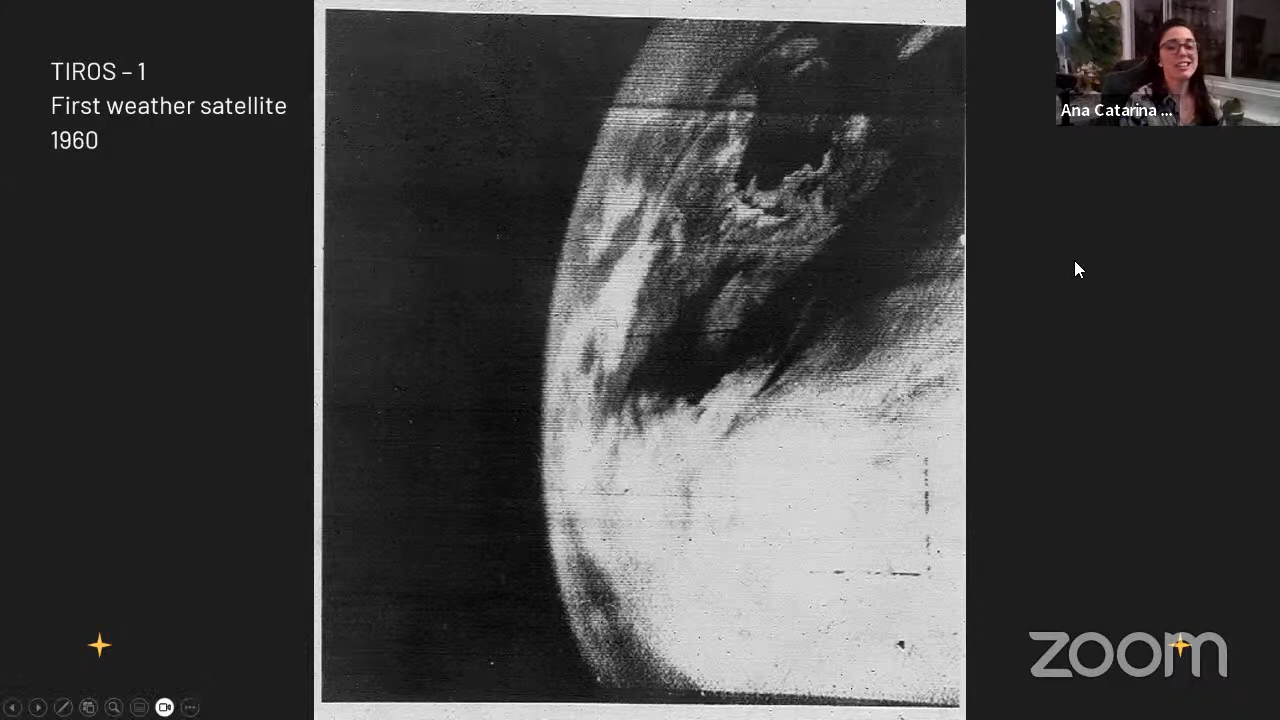 TIROS – 1
First weather satellite
1960
Ana Catarina ...
zoom